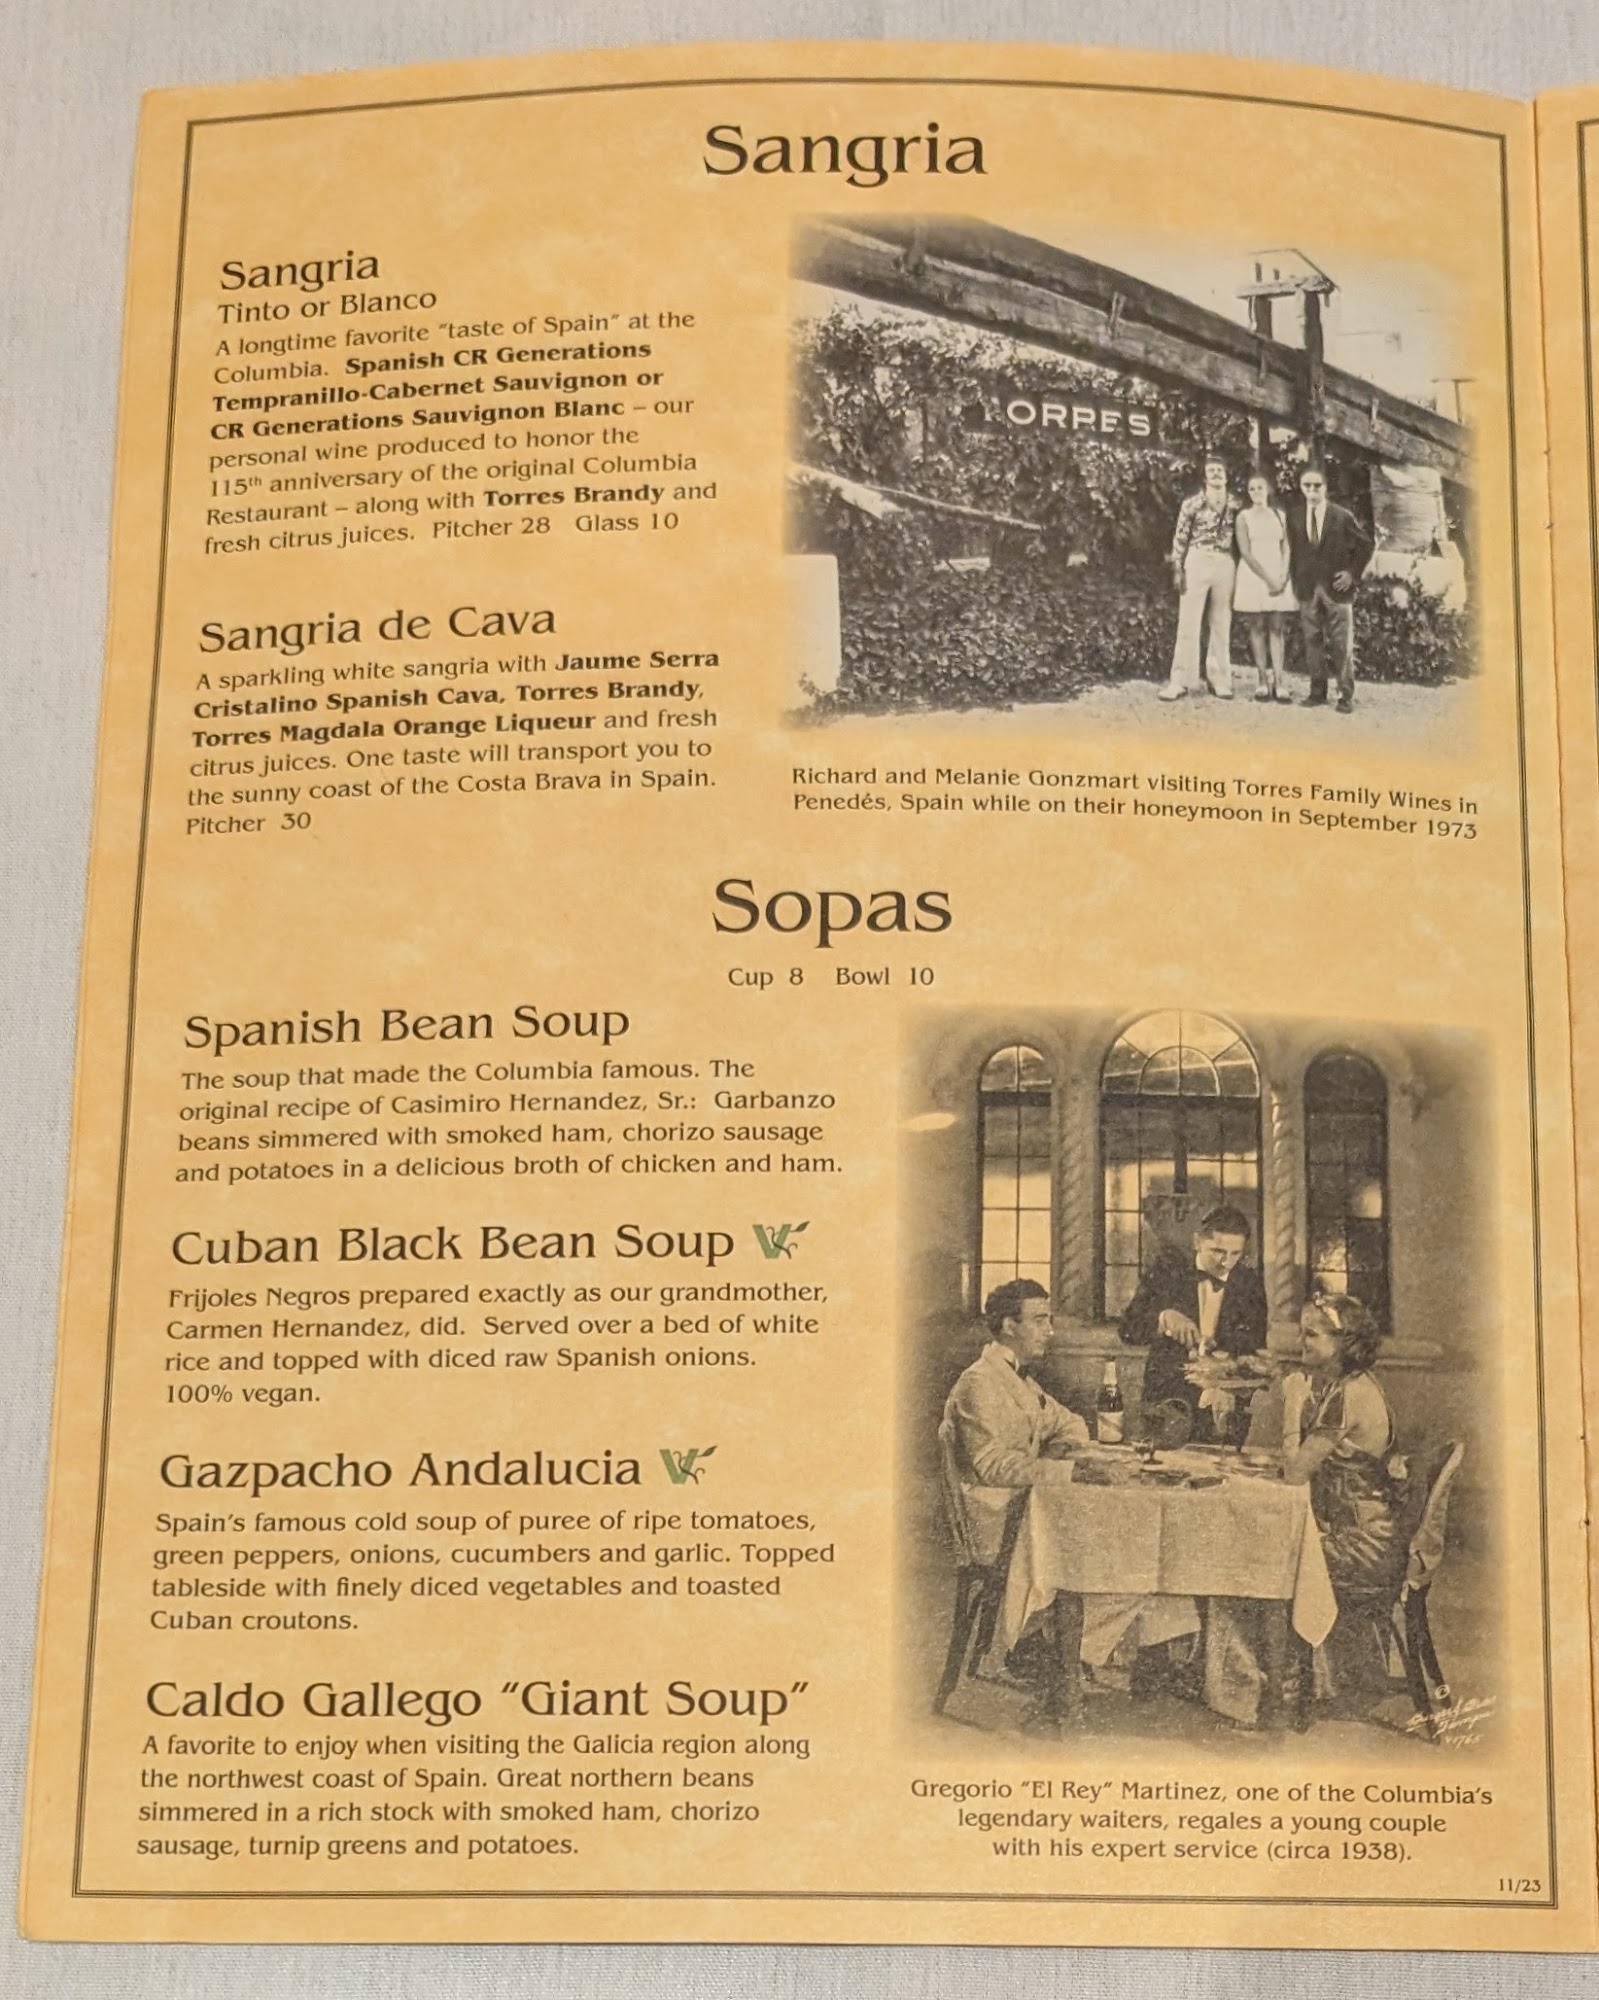 Sangria
Sangria
Tinto or Blanco
A longtime favorite "taste of Spain" at the
Columbia. Spanish CR Generations
Tempranillo-Cabernet Sauvignon or
CR Generations Sauvignon Blanc – our
personal wine produced to honor the
115th anniversary of the original Columbia
Restaurant – along with Torres Brandy and
fresh citrus juices. Pitcher 28 Glass 10
Sangria de Cava
A sparkling white sangria with Jaume Serra
Cristalino Spanish Cava, Torres Brandy,
Torres Magdala Orange Liqueur and fresh
citrus juices. One taste will transport you to
the sunny coast of the Costa Brava in Spain.
Pitcher 30
TORRES
Richard and Melanie Gonzmart visiting Torres Family Wines in
Penedés, Spain while on their honeymoon in September 1973
Sopas
Cup 8 Bowl 10
Spanish Bean Soup
The soup that made the Columbia famous. The
original recipe of Casimiro Hernandez, Sr.: Garbanzo
beans simmered with smoked ham, chorizo sausage
and potatoes in a delicious broth of chicken and ham.
Cuban Black Bean Soup V
Frijoles Negros prepared exactly as our grandmother,
Carmen Hernandez, did. Served over a bed of white
rice and topped with diced raw Spanish onions.
100% vegan.
Gazpacho Andalucia V
Spain's famous cold soup of puree of ripe tomatoes,
green peppers, onions, cucumbers and garlic. Topped
tableside with finely diced vegetables and toasted
Cuban croutons.
Caldo Gallego "Giant Soup"
A favorite to enjoy when visiting the Galicia region along
the northwest coast of Spain. Great northern beans
simmered in a rich stock with smoked ham, chorizo
sausage, turnip greens and potatoes.
©
Gregorio "El Rey" Martinez, one of the Columbia's
legendary waiters, regales a young couple
with his expert service (circa 1938).
11/23